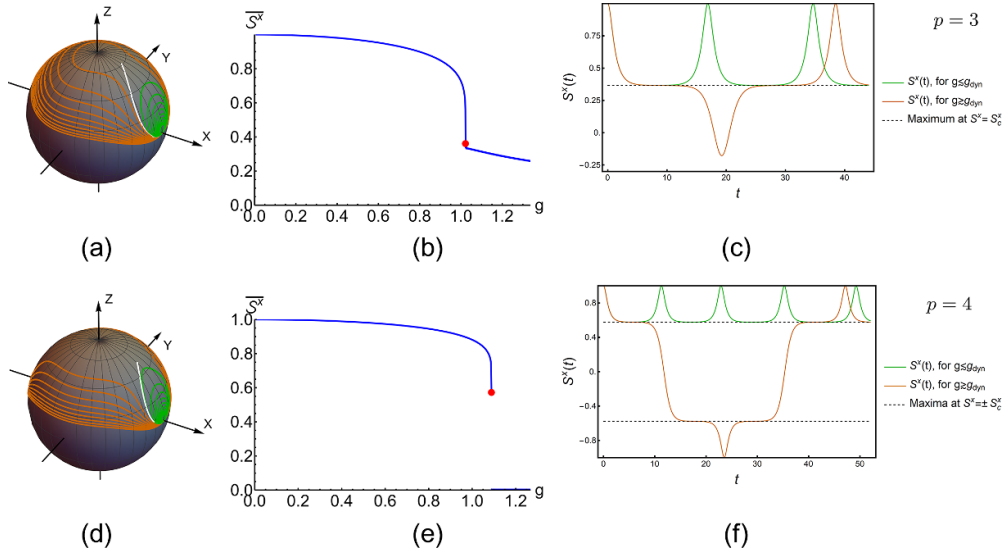 Z
Y
X
(a)
S^x
1.0
0.8
0.6
0.4
0.2
0.0
0.0 0.2 0.4 0.6 0.8 1.0 1.2 g
(b)
S^x(t)
0.75
0.5
0.25
0.
−0.25
0 10 20 30 40
t
(c)
p = 3
S^x(t), for g≤g_dyn
S^x(t), for g≥g_dyn
Maximum at S^x= S_c^x
Z
Y
X
(d)
S^x
1.0
0.8
0.6
0.4
0.2
0.0
0.0 0.2 0.4 0.6 0.8 1.0 1.2 g
(e)
S^x(t)
0.8
0.4
0.
−0.4
−0.8
0 10 20 30 40 50
t
(f)
p = 4
S^x(t), for g≤g_dyn
S^x(t), for g≥g_dyn
Maxima at S^x=± S_c^x